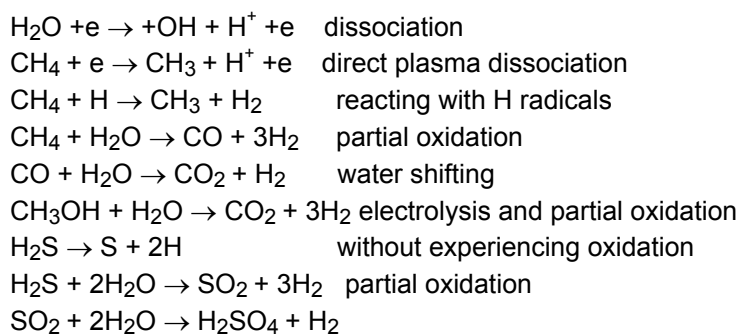 H₂O +e → +OH + H⁺ +e dissociation
CH₄ + e → CH₃ + H⁺ +e direct plasma dissociation
CH₄ + H → CH₃ + H₂ reacting with H radicals
CH₄ + H₂O → CO + 3H₂ partial oxidation
CO + H₂O → CO₂ + H₂ water shifting
CH₃OH + H₂O → CO₂ + 3H₂ electrolysis and partial oxidation
H₂S → S + 2H without experiencing oxidation
H₂S + 2H₂O → SO₂ + 3H₂ partial oxidation
SO₂ + 2H₂O → H₂SO₄ + H₂